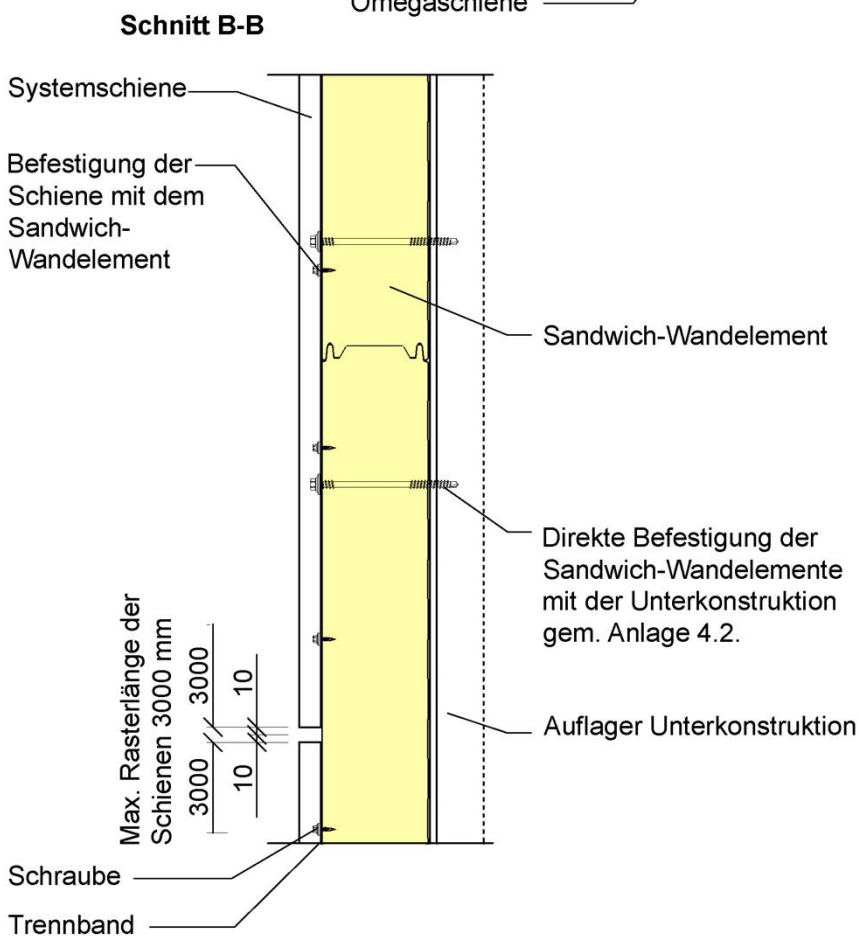 Omegaschiene
Schnitt B-B
Systemschiene
Befestigung der
Schiene mit dem
Sandwich-
Wandelement
Sandwich-Wandelement
Direkte Befestigung der
Sandwich-Wandelemente
mit der Unterkonstruktion
gem. Anlage 4.2.
Max. Rasterlänge der
Schienen 3000 mm
3000
3000
10
10
Auflager Unterkonstruktion
Schraube
Trennband